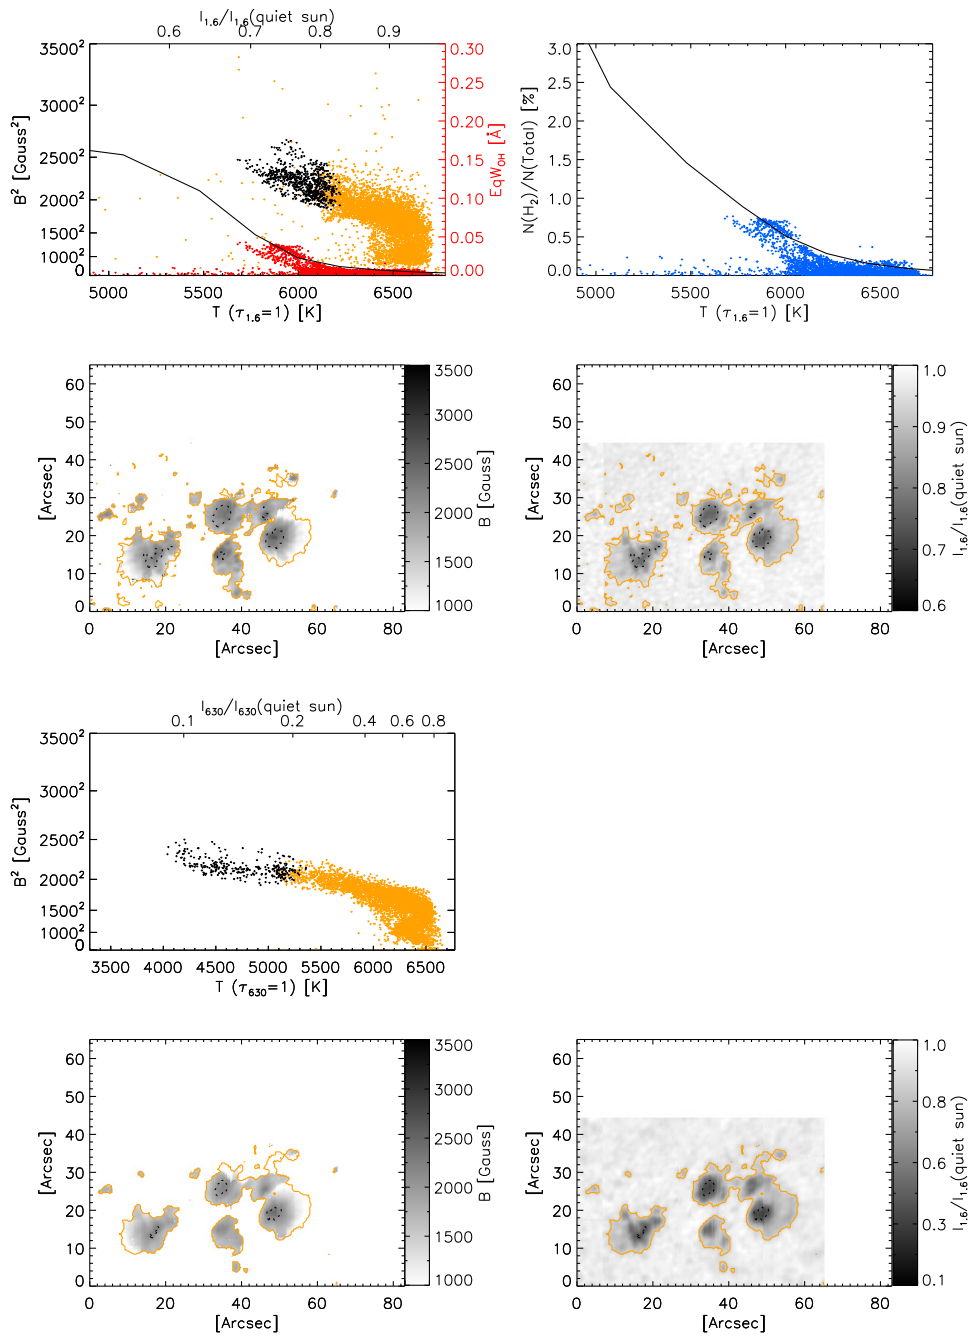 I1.6/I1.6(quiet sun)
0.6 0.7 0.8 0.9
3500² 3000² 2500² 2000² 1500² 1000² 0
B² [Gauss²]
0.30 0.25 0.20 0.15 0.10 0.05 0.00
EqWOH [Å]
5000 5500 6000 6500
T (τ1.6=1) [K]
3.0 2.5 2.0 1.5 1.0 0.5 0.0
N(H2)/N(Total) [%]
5000 5500 6000 6500
T (τ1.6=1) [K]
60 50 40 30 20 10 0
[Arcsec]
0 20 40 60 80
[Arcsec]
3500 3000 2500 2000 1500 1000
B [Gauss]
60 50 40 30 20 10 0
[Arcsec]
0 20 40 60 80
[Arcsec]
1.0 0.9 0.8 0.7 0.6
I1.6/I1.6(quiet sun)
I630/I630(quiet sun)
0.1 0.2 0.4 0.6 0.8
3500² 3000² 2500² 2000² 1500² 1000² 0
B² [Gauss²]
3500 4000 4500 5000 5500 6000 6500
T (τ630=1) [K]
60 50 40 30 20 10 0
[Arcsec]
0 20 40 60 80
[Arcsec]
3500 3000 2500 2000 1500 1000
B [Gauss]
60 50 40 30 20 10 0
[Arcsec]
0 20 40 60 80
[Arcsec]
1.0 0.8 0.6 0.3 0.1
I1.6/I1.6(quiet sun)